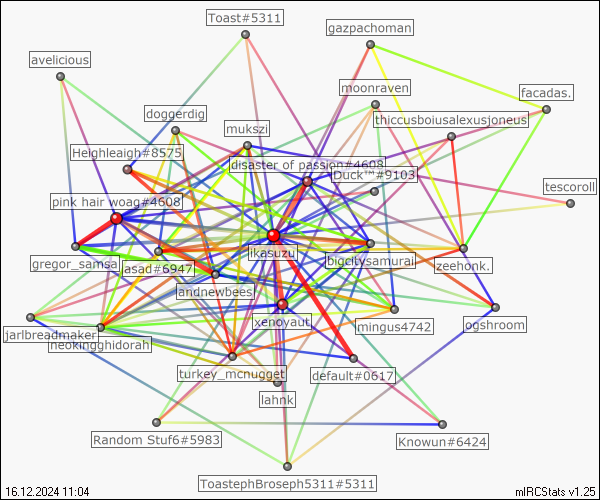 Toast#5311
gazpachoman
avelicious
moonraven
facadas.
doggerdig
thiccusboiusalexusjoneus
mukszi
Heighleaigh#8575
disaster of passion#4608
Duck™#9103
tescoroll
pink hair woag#4608
Ikasuzu
gregor_samsa
asad#6947
bigcitysamurai
izeehonk.
andnewbees
xenoyaut
mingus4742
ogshroom
jarlbreadmaker
neokingghidorah
turkey_mcnugget
default#0617
lahnk
Random Stuf6#5983
Knowun#6424
ToastephBroseph5311#5311
16.12.2024 11:04
mIRCStats v1.25